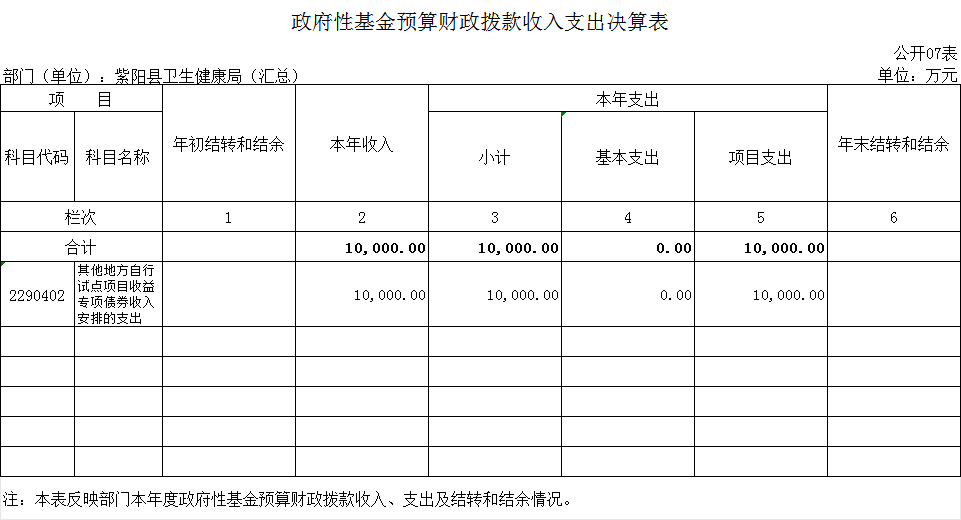 政府性基金预算财政拨款收入支出决算表
公开07表
部门（单位）：紫阳县卫生健康局（汇总）
单位：万元
项　　目
年初结转和结余
本年收入
本年支出
年末结转和结余
科目代码
科目名称
小计
基本支出
项目支出
栏次
1
2
3
4
5
6
合计
10,000.00
10,000.00
0.00
10,000.00
2290402
其他地方自行
试点项目收益
专项债券收入
安排的支出
10,000.00
10,000.00
0.00
10,000.00
注：本表反映部门本年度政府性基金预算财政拨款收入、支出及结转和结余情况。